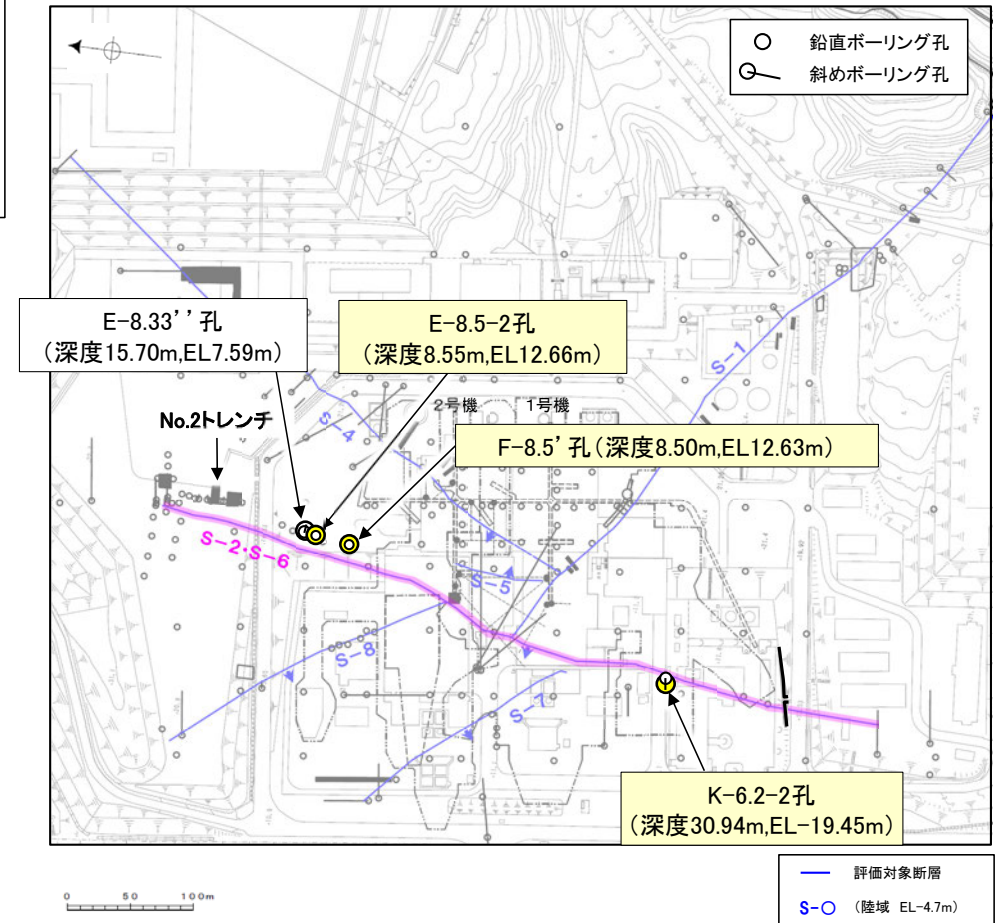 鉛直ボーリング孔
斜めボーリング孔
E-8.33’’孔
(深度15.70m,EL7.59m)
E-8.5-2孔
(深度8.55m,EL12.66m)
S-1
No.2トレンチ
S-4
2号機
1号機
F-8.5’孔(深度8.50m,EL12.63m)
S-2・S-6
S-5
S-8
S-7
K-6.2-2孔
(深度30.94m,EL-19.45m)
0 50 100m
評価対象断層
S-○ (陸域 EL-4.7m)